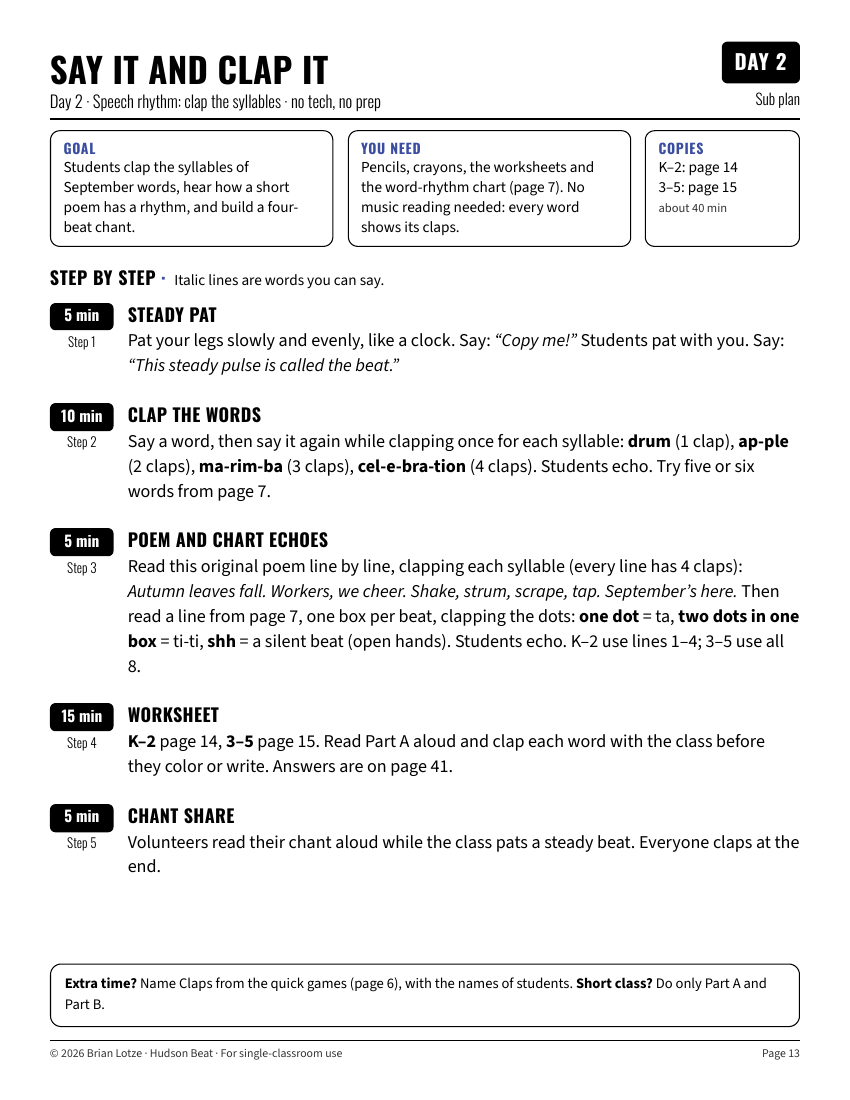 SAY IT AND CLAP IT
DAY 2
Day 2 · Speech rhythm: clap the syllables · no tech, no prep
Sub plan
GOAL
Students clap the syllables of
September words, hear how a short
poem has a rhythm, and build a four-
beat chant.
YOU NEED
Pencils, crayons, the worksheets and
the word-rhythm chart (page 7). No
music reading needed: every word
shows its claps.
COPIES
K–2: page 14
3–5: page 15
about 40 min
STEP BY STEP · Italic lines are words you can say.
5 min
Step 1
STEADY PAT
Pat your legs slowly and evenly, like a clock. Say: “Copy me!” Students pat with you. Say:
“This steady pulse is called the beat.”
10 min
Step 2
CLAP THE WORDS
Say a word, then say it again while clapping once for each syllable: drum (1 clap), ap-ple
(2 claps), ma-rim-ba (3 claps), cel-e-bra-tion (4 claps). Students echo. Try five or six
words from page 7.
5 min
Step 3
POEM AND CHART ECHOES
Read this original poem line by line, clapping each syllable (every line has 4 claps):
Autumn leaves fall. Workers, we cheer. Shake, strum, scrape, tap. September’s here. Then
read a line from page 7, one box per beat, clapping the dots: one dot = ta, two dots in one
box = ti-ti, shh = a silent beat (open hands). Students echo. K–2 use lines 1–4; 3–5 use all
8.
15 min
Step 4
WORKSHEET
K–2 page 14, 3–5 page 15. Read Part A aloud and clap each word with the class before
they color or write. Answers are on page 41.
5 min
Step 5
CHANT SHARE
Volunteers read their chant aloud while the class pats a steady beat. Everyone claps at the
end.
Extra time? Name Claps from the quick games (page 6), with the names of students. Short class? Do only Part A and
Part B.
© 2026 Brian Lotze · Hudson Beat · For single-classroom use
Page 13